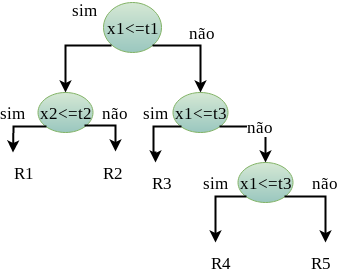 sim
x1<=t1
não
sim
x2<=t2
não
sim
x1<=t3
não
R1
R2
R3
sim
x1<=t3
não
R4
R5